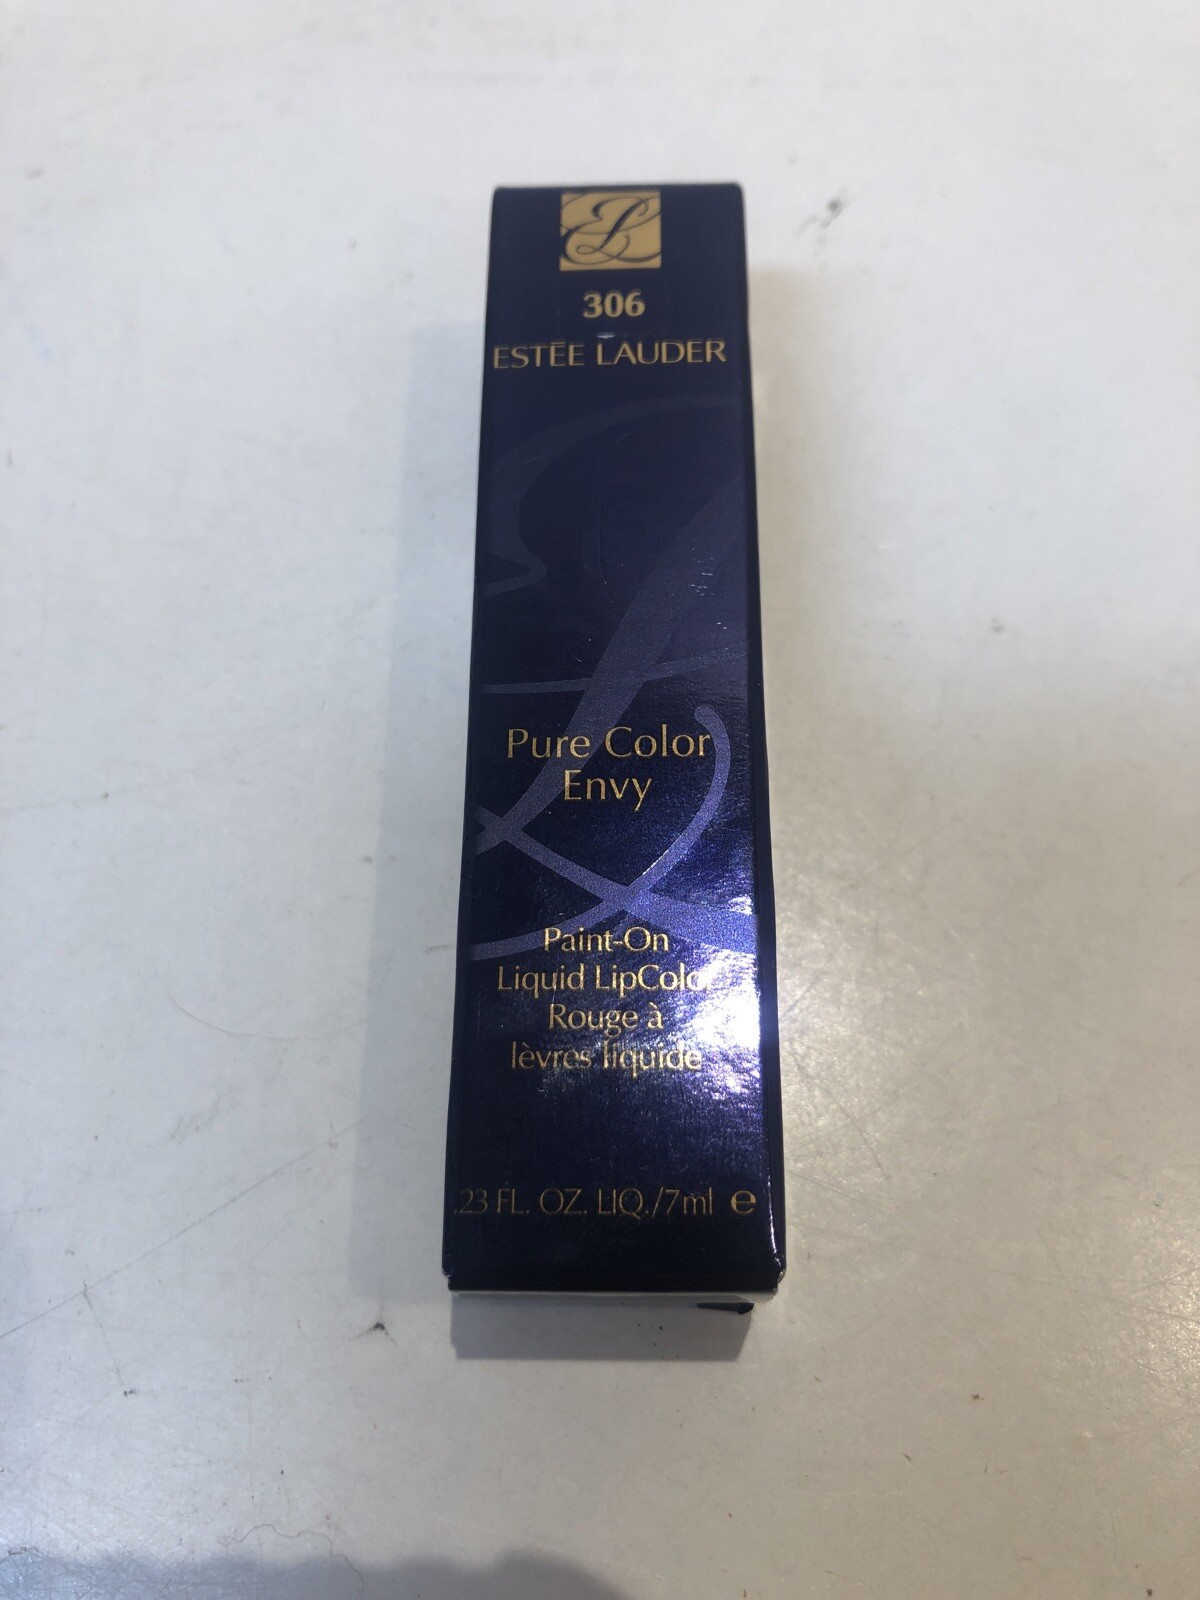 306
ESTĒE LAUDER
Pure Color
Envy
Paint-On
Liquid LipColor
Rouge à
lèvres liquide
.23 FL. OZ. LIQ./7ml e